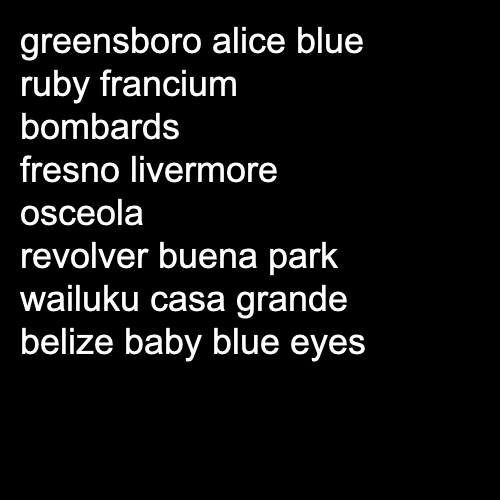 greensboro alice blue
ruby francium
bombards
fresno livermore
osceola
revolver buena park
wailuku casa grande
belize baby blue eyes